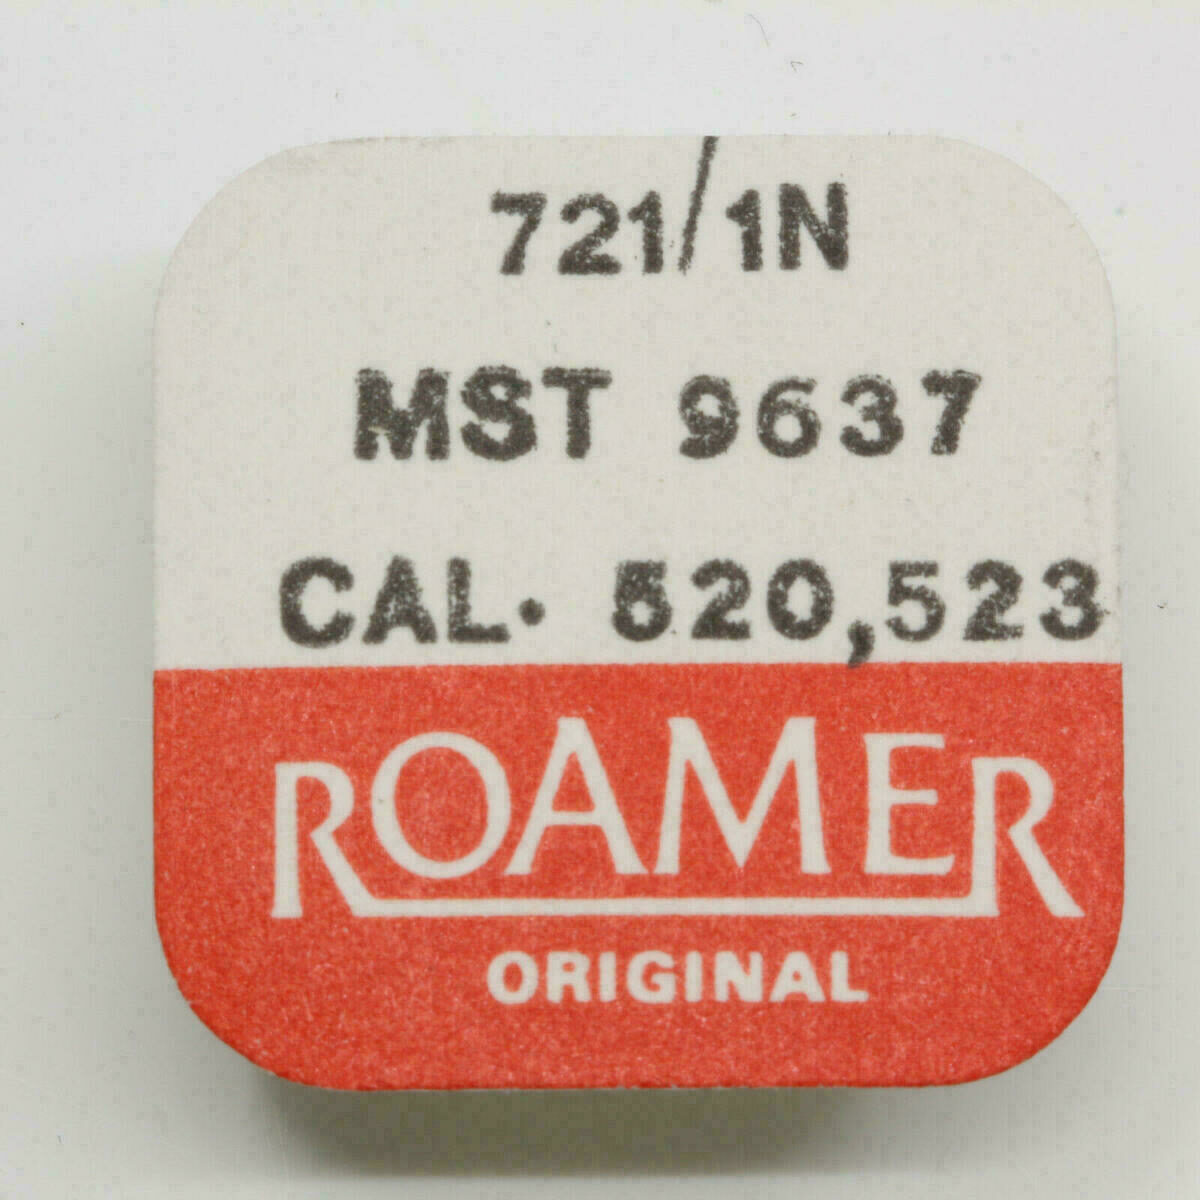 721/1N
MST 9637
CAL. 520,523
ROAMER
ORIGINAL